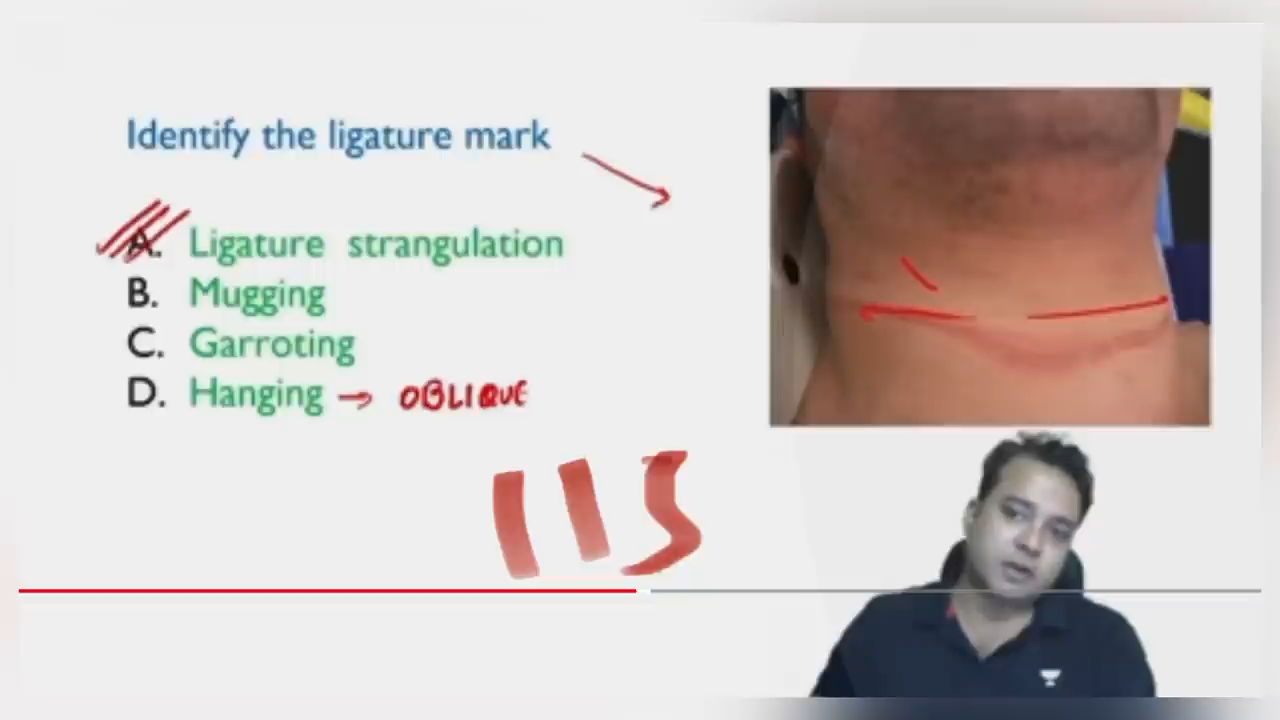 Identify the ligature mark
A. Ligature strangulation
B. Mugging
C. Garroting
D. Hanging → OBLIQUE
115